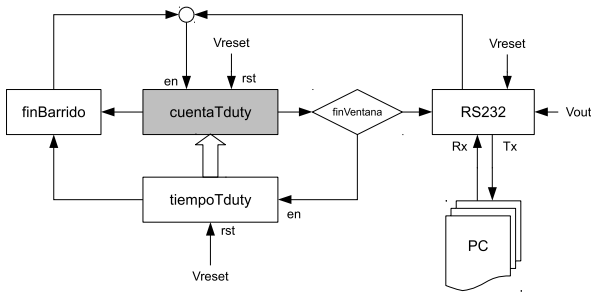 Vreset
Vreset
en
rst
finBarrido
cuentaTduty
finVentana
RS232
Vout
Rx
Tx
tiempoTduty
en
rst
PC
Vreset